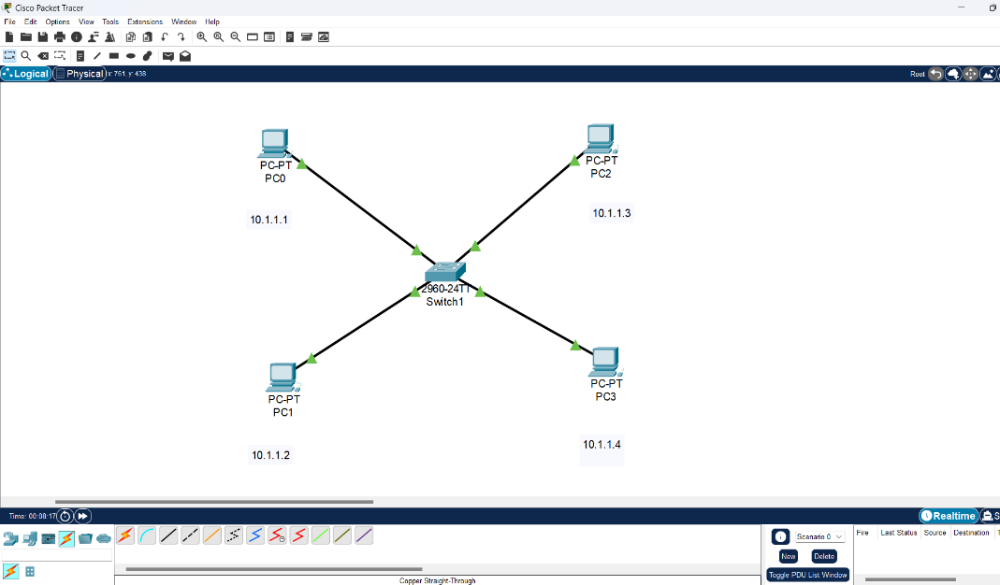 Cisco Packet Tracer
File Edit Options View Tools Extensions Window Help
Logical Physical x: 761, y: 438 Root
PC-PT
PC0
10.1.1.1
PC-PT
PC2
10.1.1.3
2960-24TT
Switch1
PC-PT
PC1
10.1.1.2
PC-PT
PC3
10.1.1.4
Time: 00:08:17 Realtime S
Scenario 0
New Delete
Toggle PDU List Window
Fire Last Status Source Destination T
Copper Straight-Through